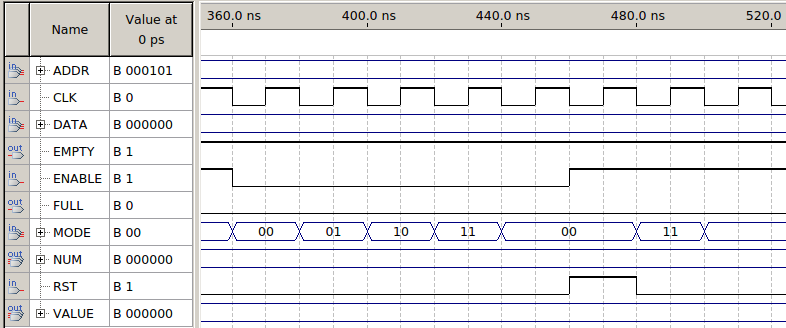 Name Value at 0 ps 360.0 ns 400.0 ns 440.0 ns 480.0 ns 520.0
in ADDR B 000101
in CLK B 0
in DATA B 000000
out EMPTY B 1
in ENABLE B 1
out FULL B 0
in MODE B 00 00 01 10 11 00 11
out NUM B 000000
in RST B 1
out VALUE B 000000